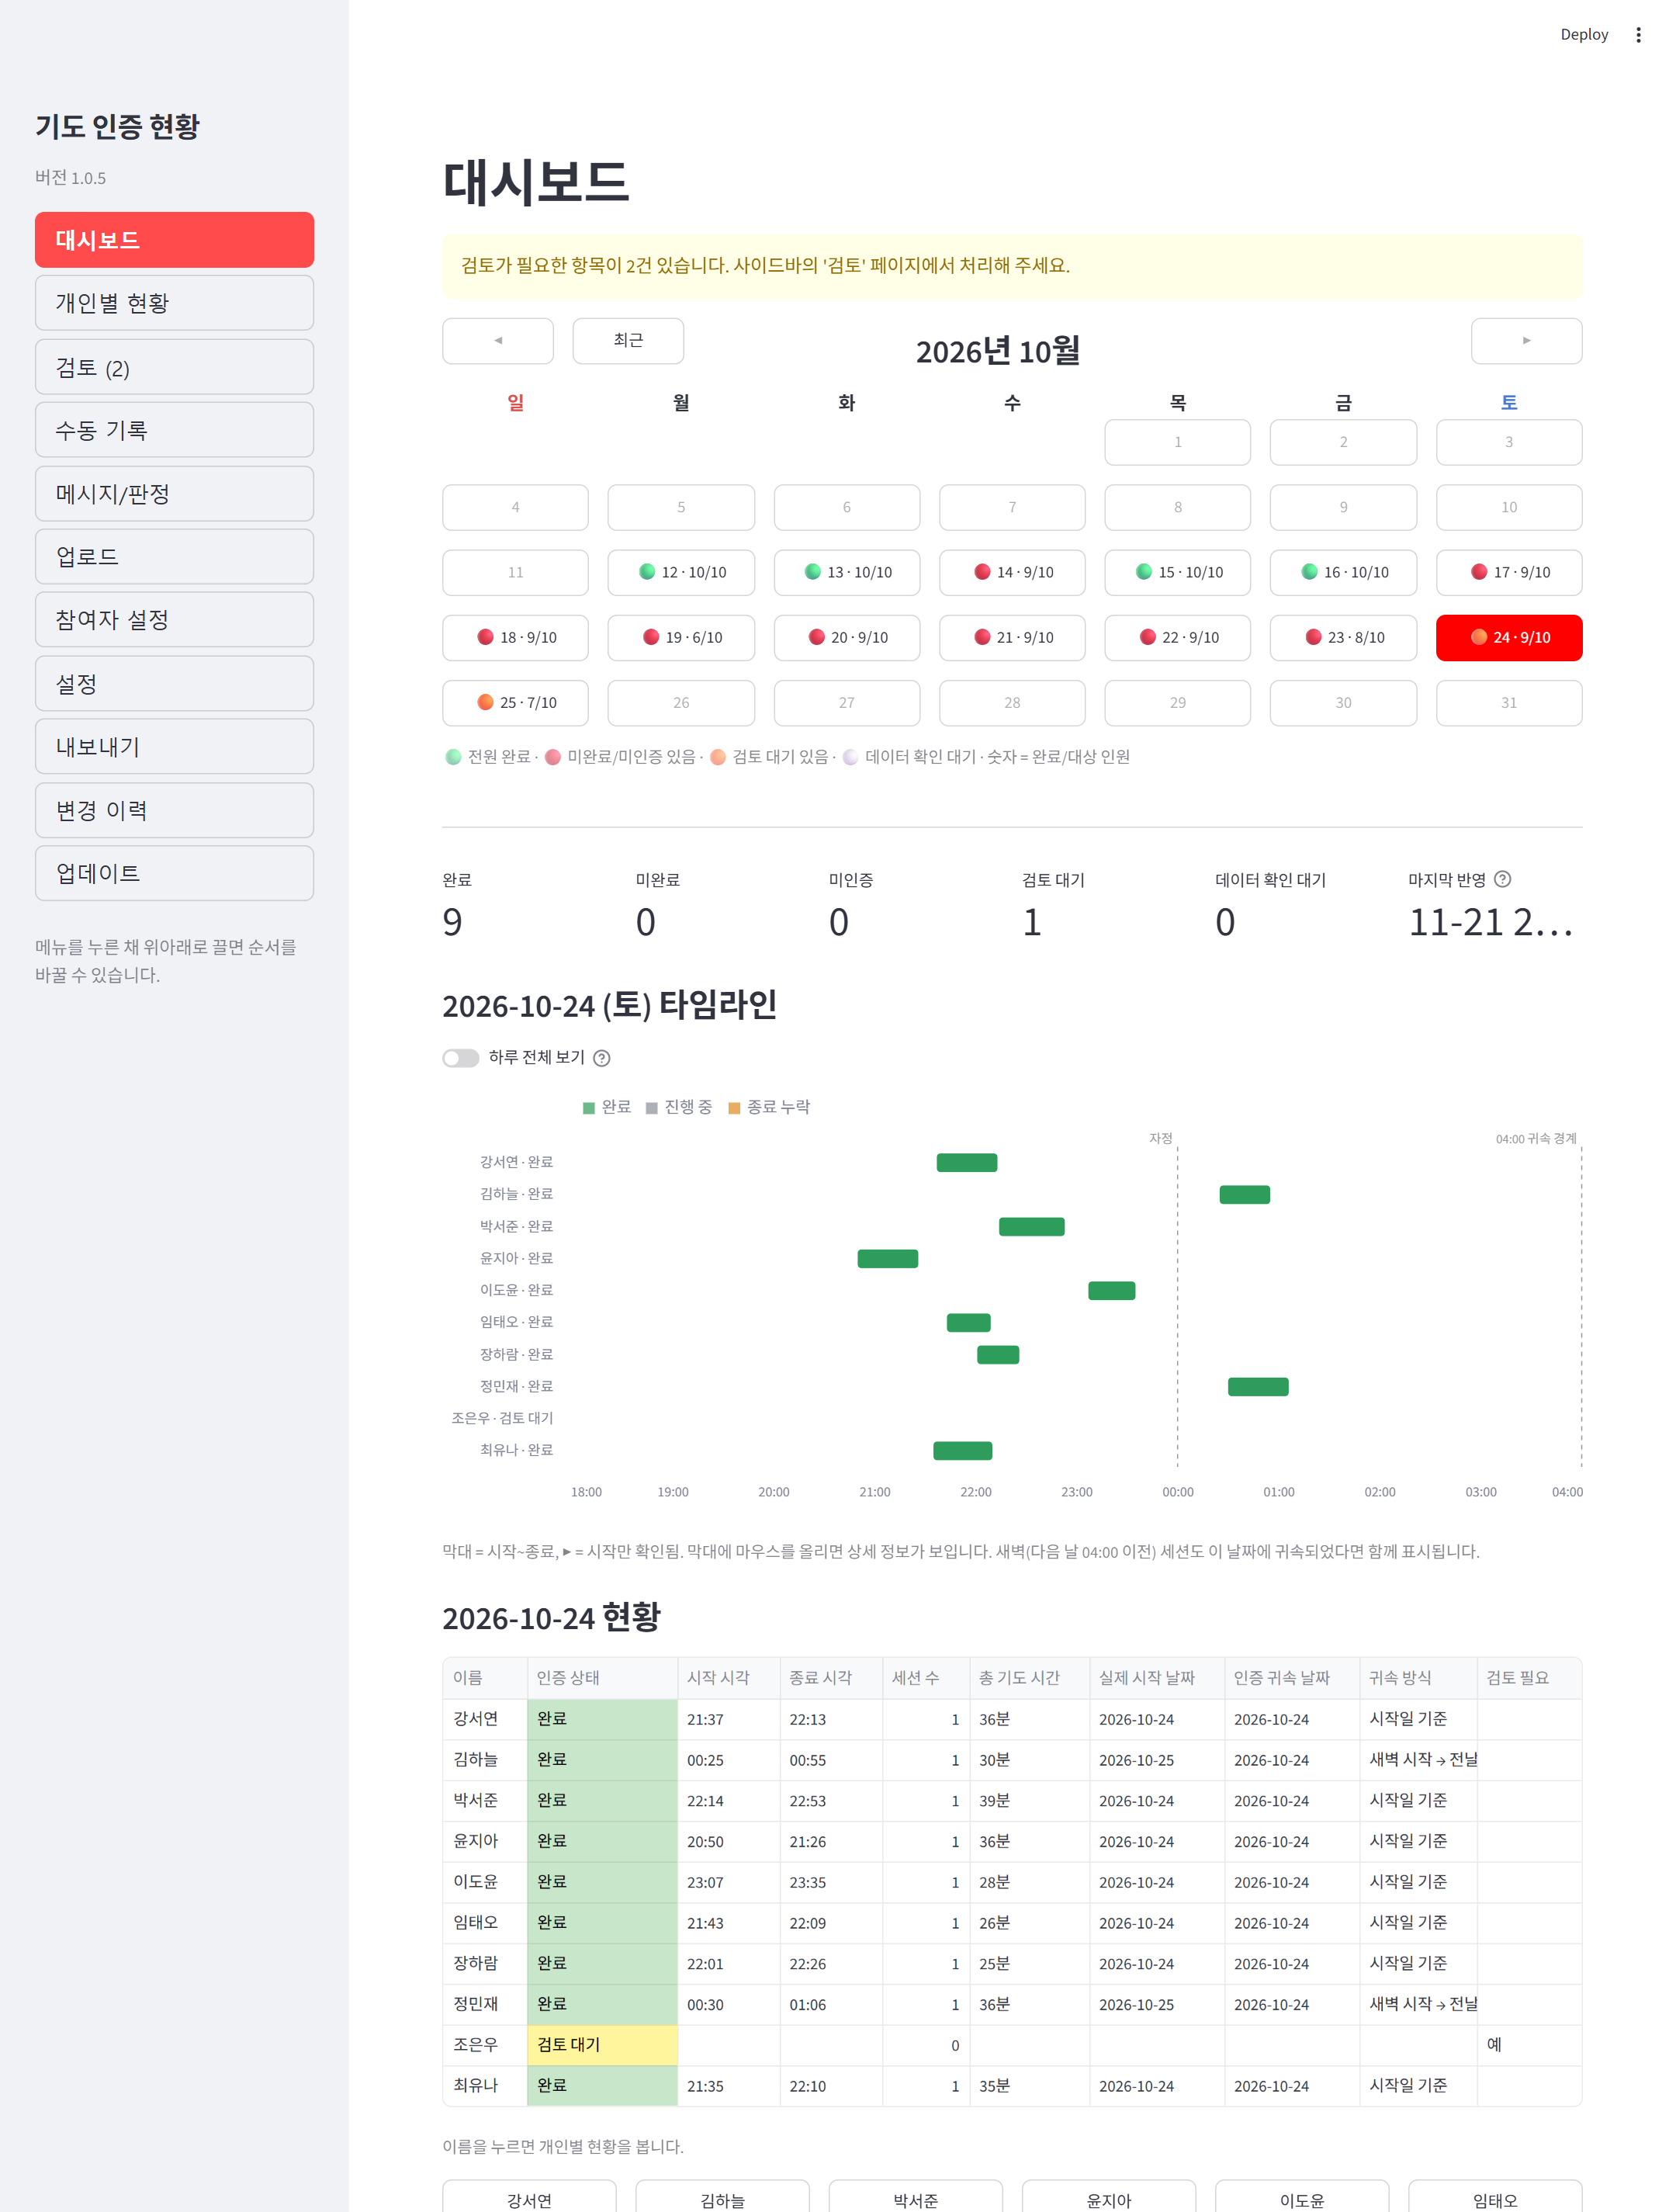 Deploy
기도 인증 현황
버전 1.0.5
대시보드
개인별 현황
검토 (2)
수동 기록
메시지/판정
업로드
참여자 설정
설정
내보내기
변경 이력
업데이트
메뉴를 누른 채 위아래로 끌면 순서를
바꿀 수 있습니다.
대시보드
검토가 필요한 항목이 2건 있습니다. 사이드바의 '검토' 페이지에서 처리해 주세요.
◂ 최근 2026년 10월 ▸
일 월 화 수 목 금 토
1 2 3
4 5 6 7 8 9 10
11 12 · 10/10 13 · 10/10 14 · 9/10 15 · 10/10 16 · 10/10 17 · 9/10
18 · 9/10 19 · 6/10 20 · 9/10 21 · 9/10 22 · 9/10 23 · 8/10 24 · 9/10
25 · 7/10 26 27 28 29 30 31
전원 완료 · 미완료/미인증 있음 · 검토 대기 있음 · 데이터 확인 대기 · 숫자 = 완료/대상 인원
완료 미완료 미인증 검토 대기 데이터 확인 대기 마지막 반영
9 0 0 1 0 11-21 2…
2026-10-24 (토) 타임라인
하루 전체 보기
완료 진행 중 종료 누락
자정 04:00 귀속 경계
강서연 · 완료
김하늘 · 완료
박서준 · 완료
윤지아 · 완료
이도윤 · 완료
임태오 · 완료
장하람 · 완료
정민재 · 완료
조은우 · 검토 대기
최유나 · 완료
18:00 19:00 20:00 21:00 22:00 23:00 00:00 01:00 02:00 03:00 04:00
막대 = 시작~종료, ▸ = 시작만 확인됨. 막대에 마우스를 올리면 상세 정보가 보입니다. 새벽(다음 날 04:00 이전) 세션도 이 날짜에 귀속되었다면 함께 표시됩니다.
2026-10-24 현황
이름 인증 상태 시작 시각 종료 시각 세션 수 총 기도 시간 실제 시작 날짜 인증 귀속 날짜 귀속 방식 검토 필요
강서연 완료 21:37 22:13 1 36분 2026-10-24 2026-10-24 시작일 기준
김하늘 완료 00:25 00:55 1 30분 2026-10-25 2026-10-24 새벽 시작 → 전날
박서준 완료 22:14 22:53 1 39분 2026-10-24 2026-10-24 시작일 기준
윤지아 완료 20:50 21:26 1 36분 2026-10-24 2026-10-24 시작일 기준
이도윤 완료 23:07 23:35 1 28분 2026-10-24 2026-10-24 시작일 기준
임태오 완료 21:43 22:09 1 26분 2026-10-24 2026-10-24 시작일 기준
장하람 완료 22:01 22:26 1 25분 2026-10-24 2026-10-24 시작일 기준
정민재 완료 00:30 01:06 1 36분 2026-10-25 2026-10-24 새벽 시작 → 전날
조은우 검토 대기 0 예
최유나 완료 21:35 22:10 1 35분 2026-10-24 2026-10-24 시작일 기준
이름을 누르면 개인별 현황을 봅니다.
강서연 김하늘 박서준 윤지아 이도윤 임태오